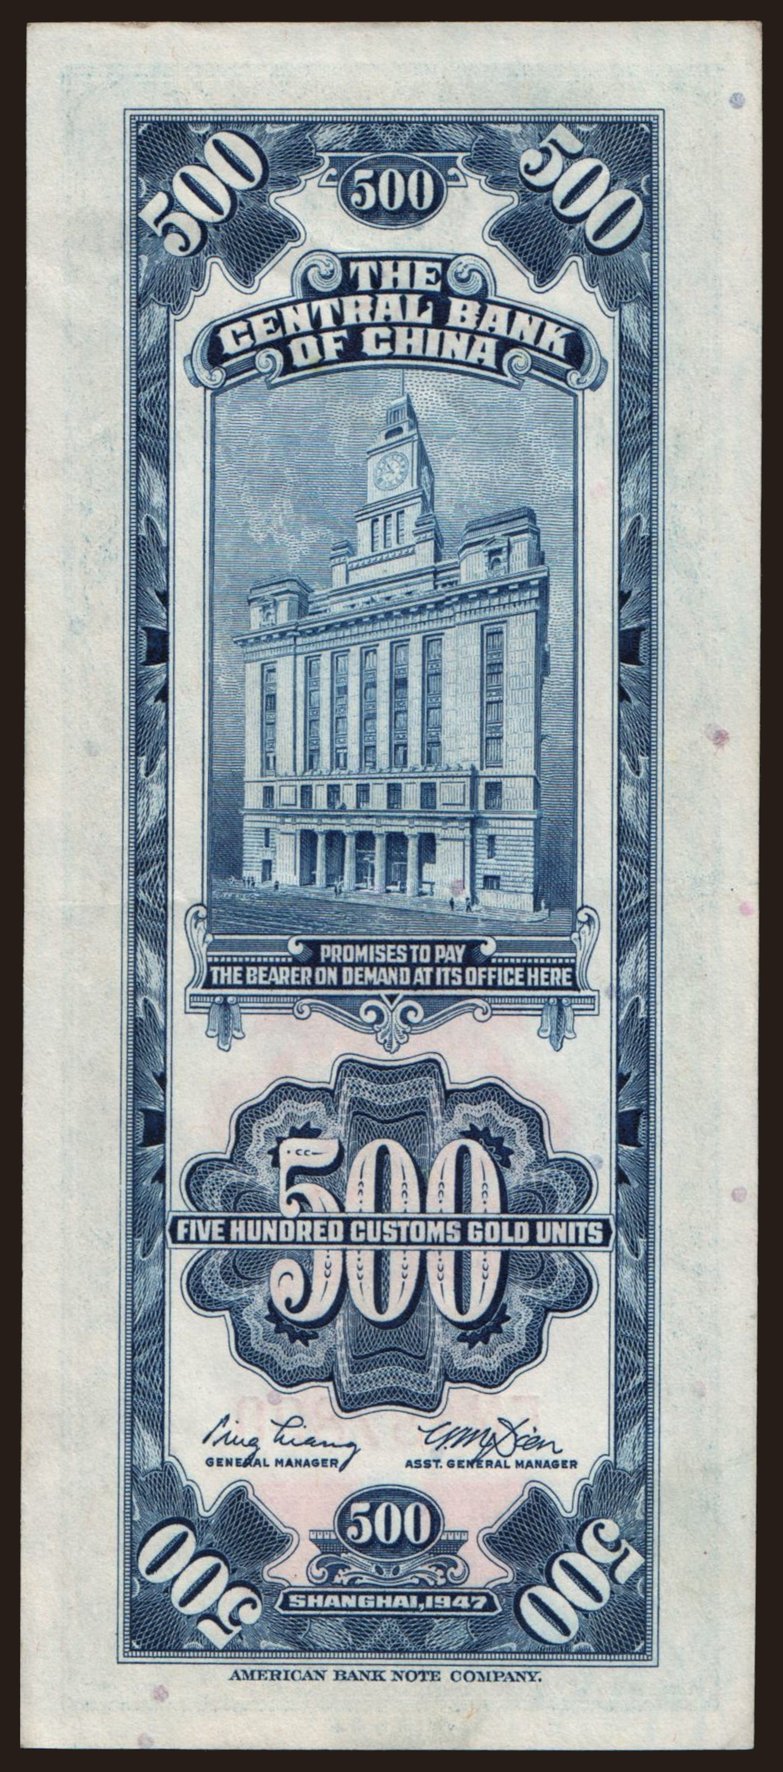 500 500 500
THE
CENTRAL BANK
OF CHINA
PROMISES TO PAY
THE BEARER ON DEMAND AT ITS OFFICE HERE
500
FIVE HUNDRED CUSTOMS GOLD UNITS
GENERAL MANAGER ASST. GENERAL MANAGER
500 500 500
SHANGHAI, 1947
AMERICAN BANK NOTE COMPANY.